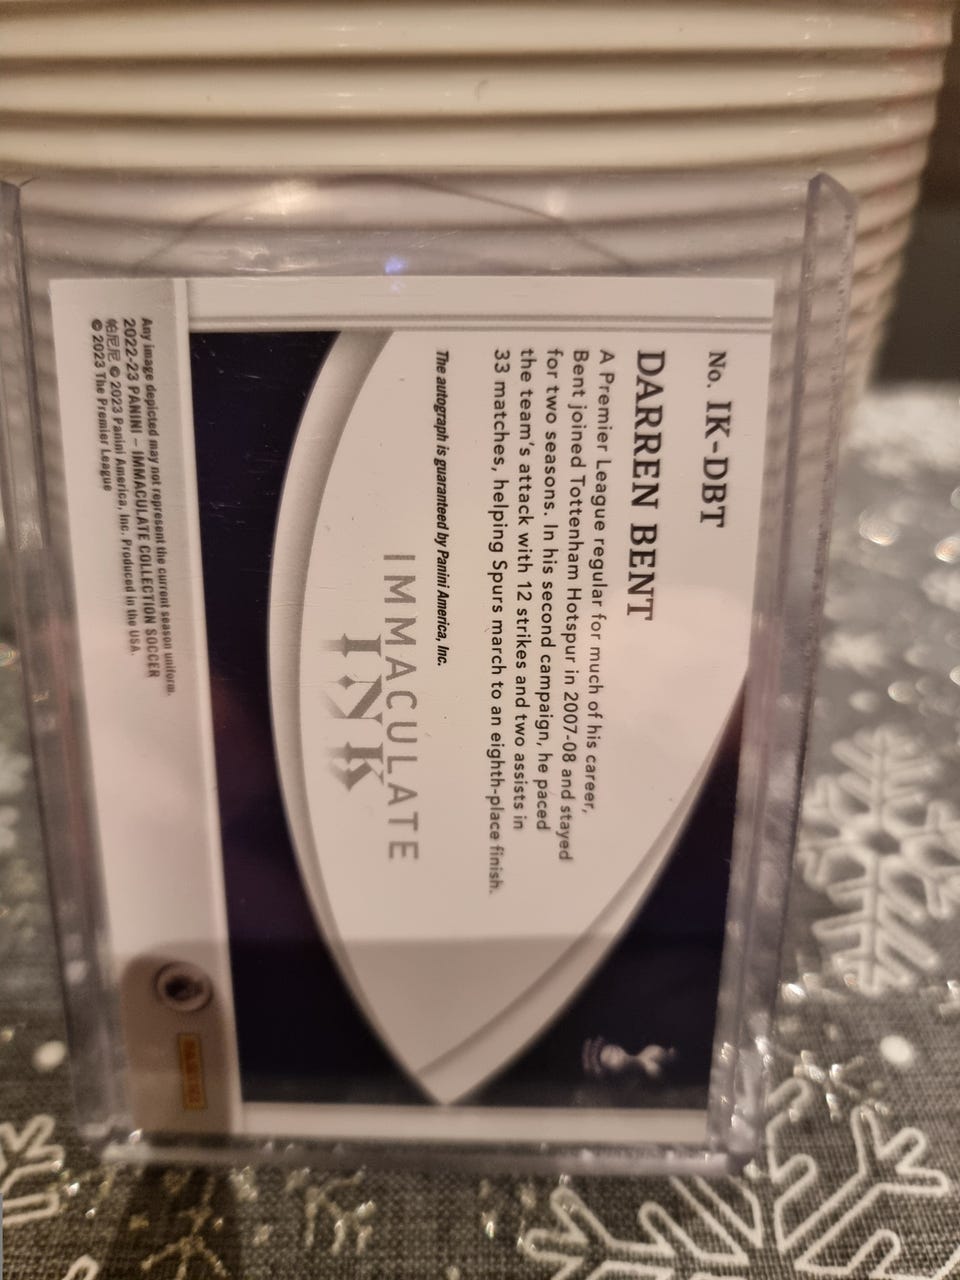 No. IK-DBT
DARREN BENT
A Premier League regular for much of his career,
Bent joined Tottenham Hotspur in 2007-08 and stayed
for two seasons. In his second campaign, he paced
the team's attack with 12 strikes and two assists in
33 matches, helping Spurs march to an eighth-place finish.
The autograph is guaranteed by Panini America, Inc.
IMMACULATE
INK
Any image depicted may not represent the current season uniform.
2022-23 PANINI – IMMACULATE COLLECTION SOCCER
帕尼尼 © 2023 Panini America, Inc. Produced in the USA.
© 2023 The Premier League
PANINI